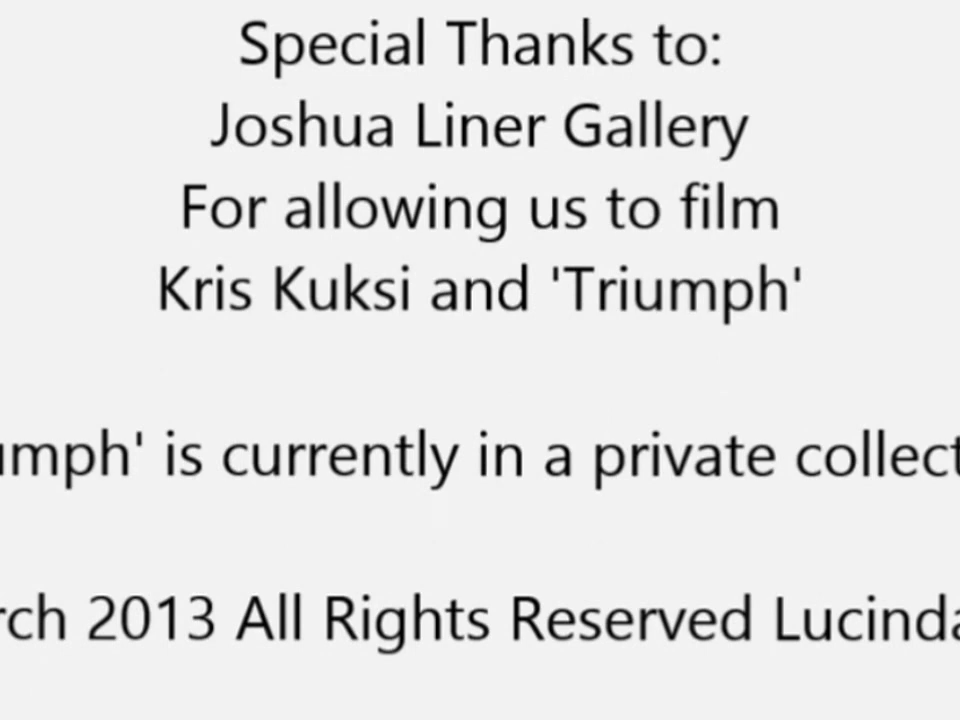 Special Thanks to:
Joshua Liner Gallery
For allowing us to film
Kris Kuksi and 'Triumph'
umph' is currently in a private collect
rch 2013 All Rights Reserved Lucinda